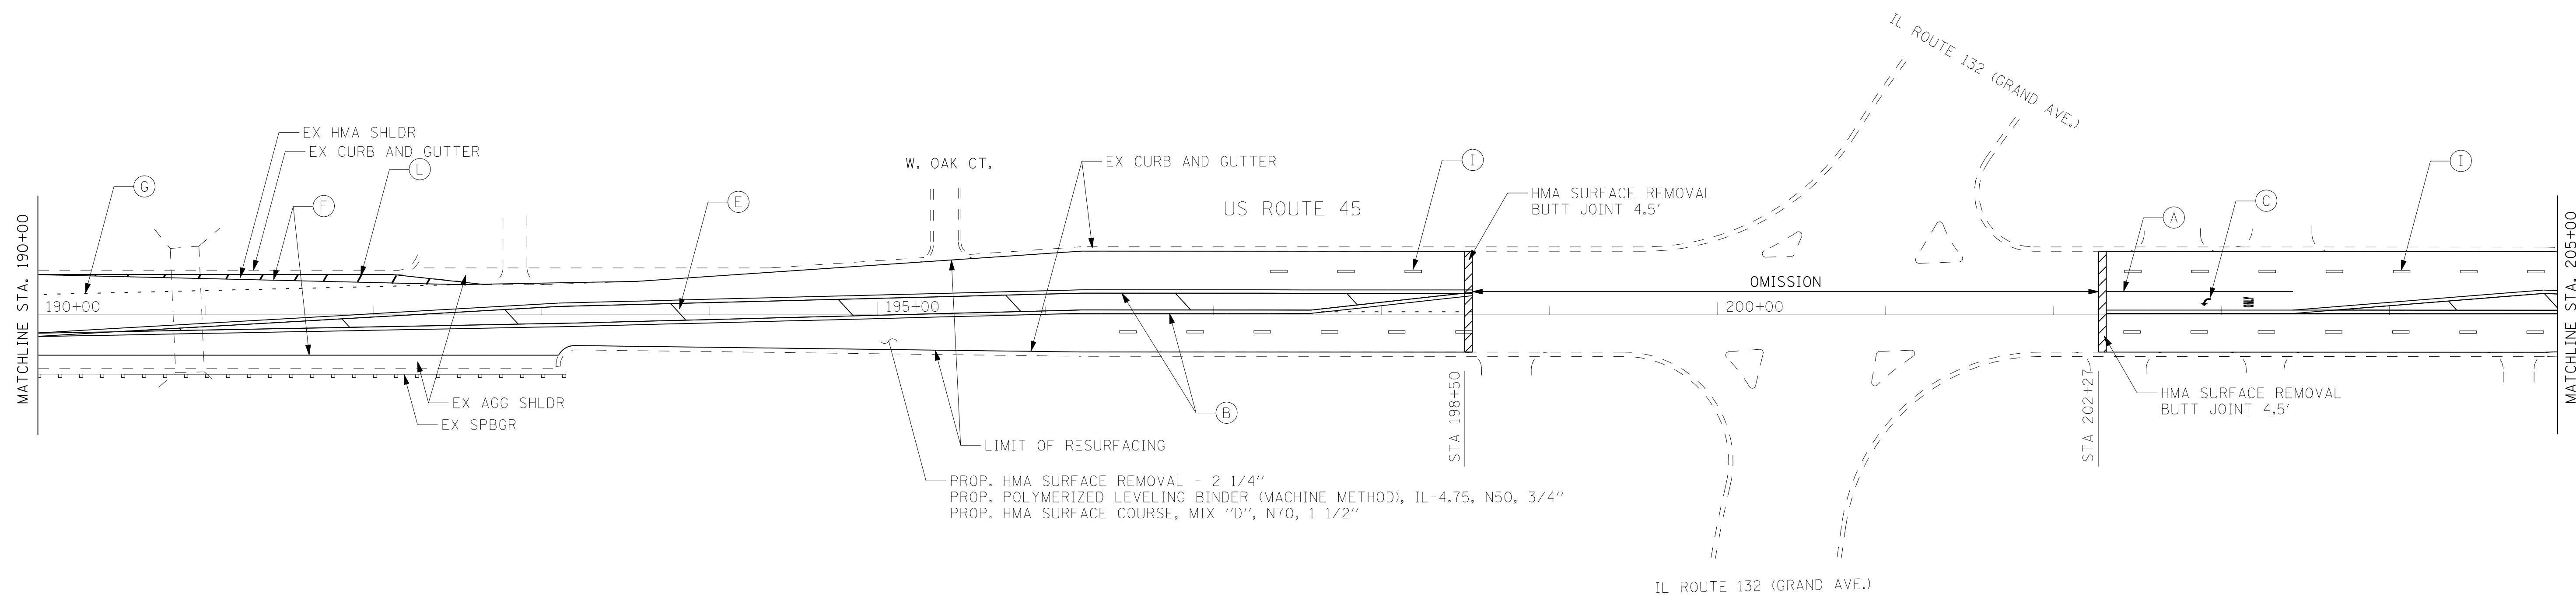 IL ROUTE 132 (GRAND AVE.)
EX HMA SHLDR
EX CURB AND GUTTER
L
G
F
E
W. OAK CT.
EX CURB AND GUTTER
US ROUTE 45
I
HMA SURFACE REMOVAL
BUTT JOINT 4.5'
A
C
I
MATCHLINE STA. 190+00
190+00
195+00
OMISSION
200+00
MATCHLINE STA. 205+00
EX AGG SHLDR
EX SPBGR
B
LIMIT OF RESURFACING
STA 198+50
STA 202+27
HMA SURFACE REMOVAL
BUTT JOINT 4.5'
PROP. HMA SURFACE REMOVAL - 2 1/4"
PROP. POLYMERIZED LEVELING BINDER (MACHINE METHOD), IL-4.75, N50, 3/4"
PROP. HMA SURFACE COURSE, MIX "D", N70, 1 1/2"
IL ROUTE 132 (GRAND AVE.)